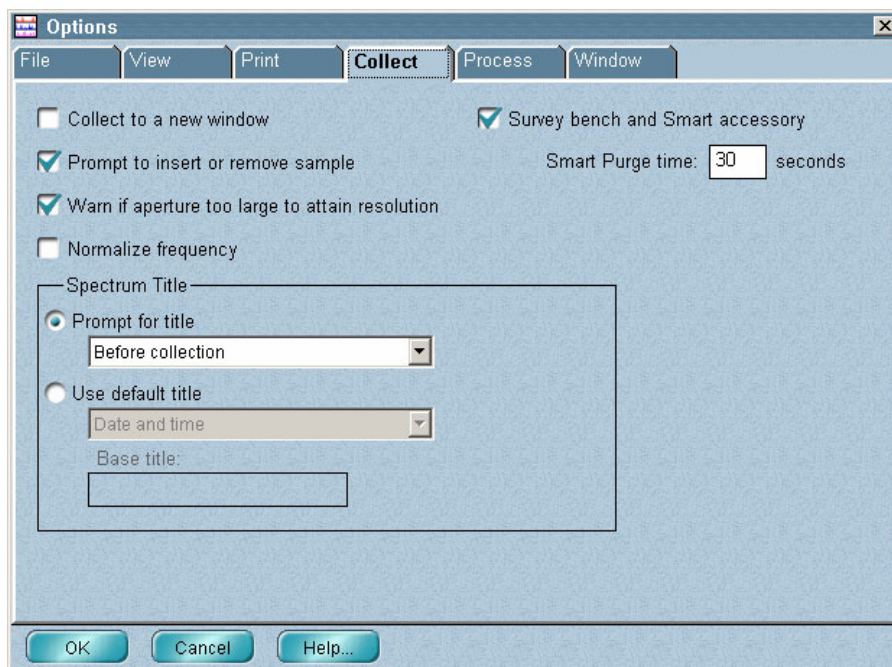 Options
File View Print Collect Process Window
Collect to a new window
Survey bench and Smart accessory
Prompt to insert or remove sample
Smart Purge time: 30 seconds
Warn if aperture too large to attain resolution
Normalize frequency
Spectrum Title
Prompt for title
Before collection
Use default title
Date and time
Base title:
OK Cancel Help...